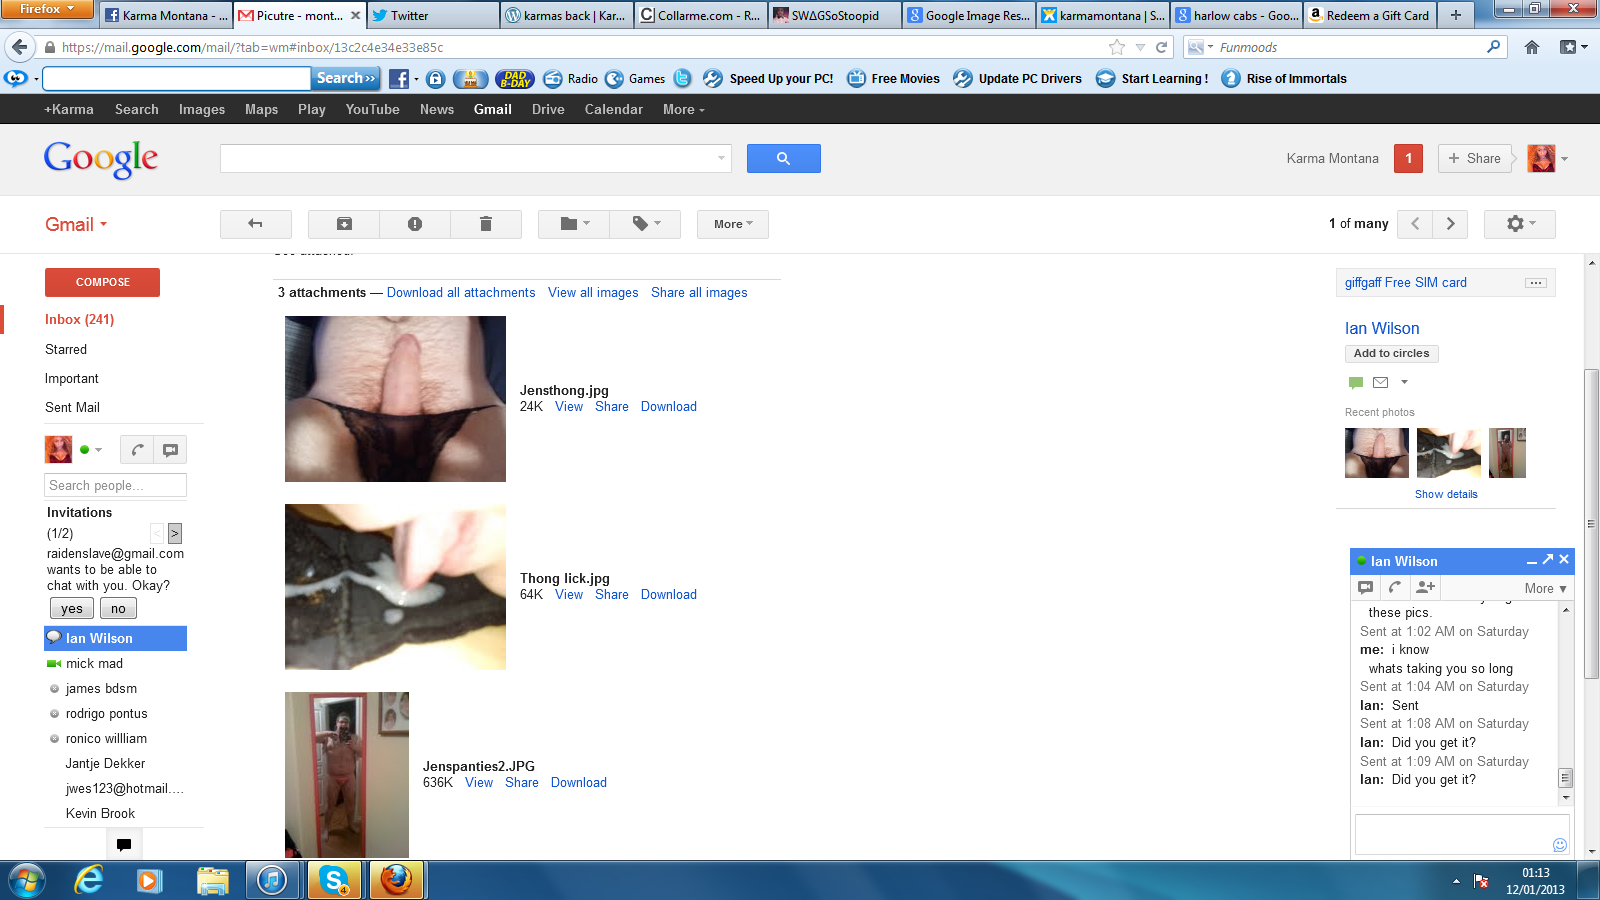 Firefox
Karma Montana - ...
Picutre - mont...
Twitter
karmas back | Kar...
Collarme.com - R...
SWΔGSoStoopid
Google Image Res...
karmamontana | S...
harlow cabs - Goo...
Redeem a Gift Card
https://mail.google.com/mail/?tab=wm#inbox/13c2c4e34e33e85c
Funmoods
Search >>
DAD B-DAY
Radio
Games
Speed Up your PC!
Free Movies
Update PC Drivers
Start Learning !
Rise of Immortals
+Karma Search Images Maps Play YouTube News Gmail Drive Calendar More
Google
Karma Montana
1
+ Share
Gmail
More
1 of many
COMPOSE
Inbox (241)
Starred
Important
Sent Mail
Search people...
Invitations
(1/2)
< >
raidenslave@gmail.com
wants to be able to
chat with you. Okay?
yes no
Ian Wilson
mick mad
james bdsm
rodrigo pontus
ronico willliam
Jantje Dekker
jwes123@hotmail....
Kevin Brook
3 attachments — Download all attachments View all images Share all images
Jensthong.jpg
24K View Share Download
Thong lick.jpg
64K View Share Download
Jenspanties2.JPG
636K View Share Download
giffgaff Free SIM card
Ian Wilson
Add to circles
Recent photos
Show details
Ian Wilson
More
these pics.
Sent at 1:02 AM on Saturday
me: i know
whats taking you so long
Sent at 1:04 AM on Saturday
Ian: Sent
Sent at 1:08 AM on Saturday
Ian: Did you get it?
Sent at 1:09 AM on Saturday
Ian: Did you get it?
4
01:13
12/01/2013